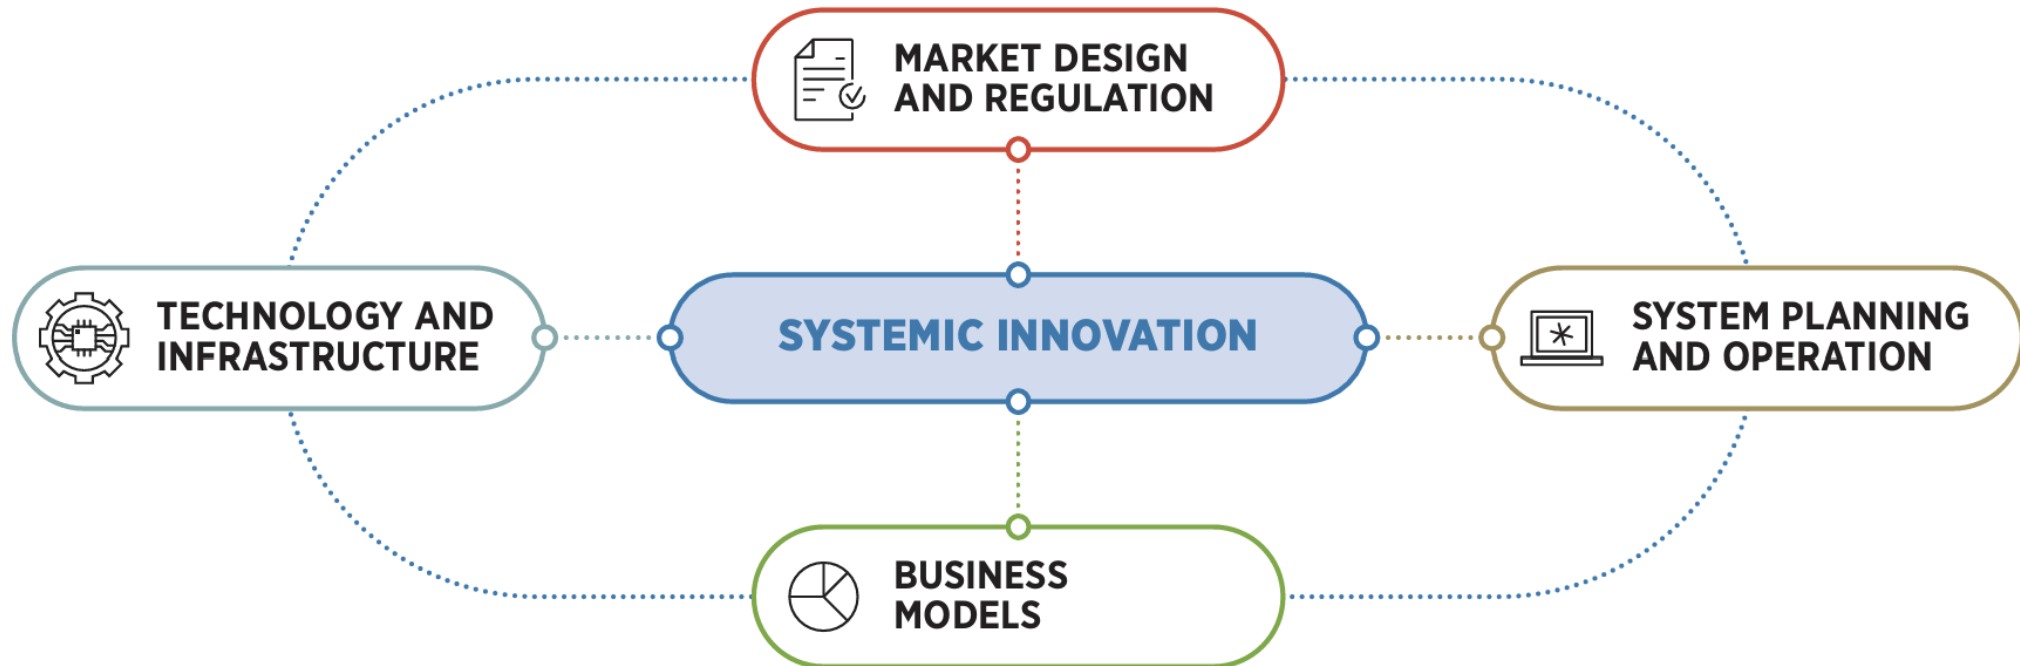 MARKET DESIGN
AND REGULATION
TECHNOLOGY AND
INFRASTRUCTURE
SYSTEMIC INNOVATION
SYSTEM PLANNING
AND OPERATION
BUSINESS
MODELS